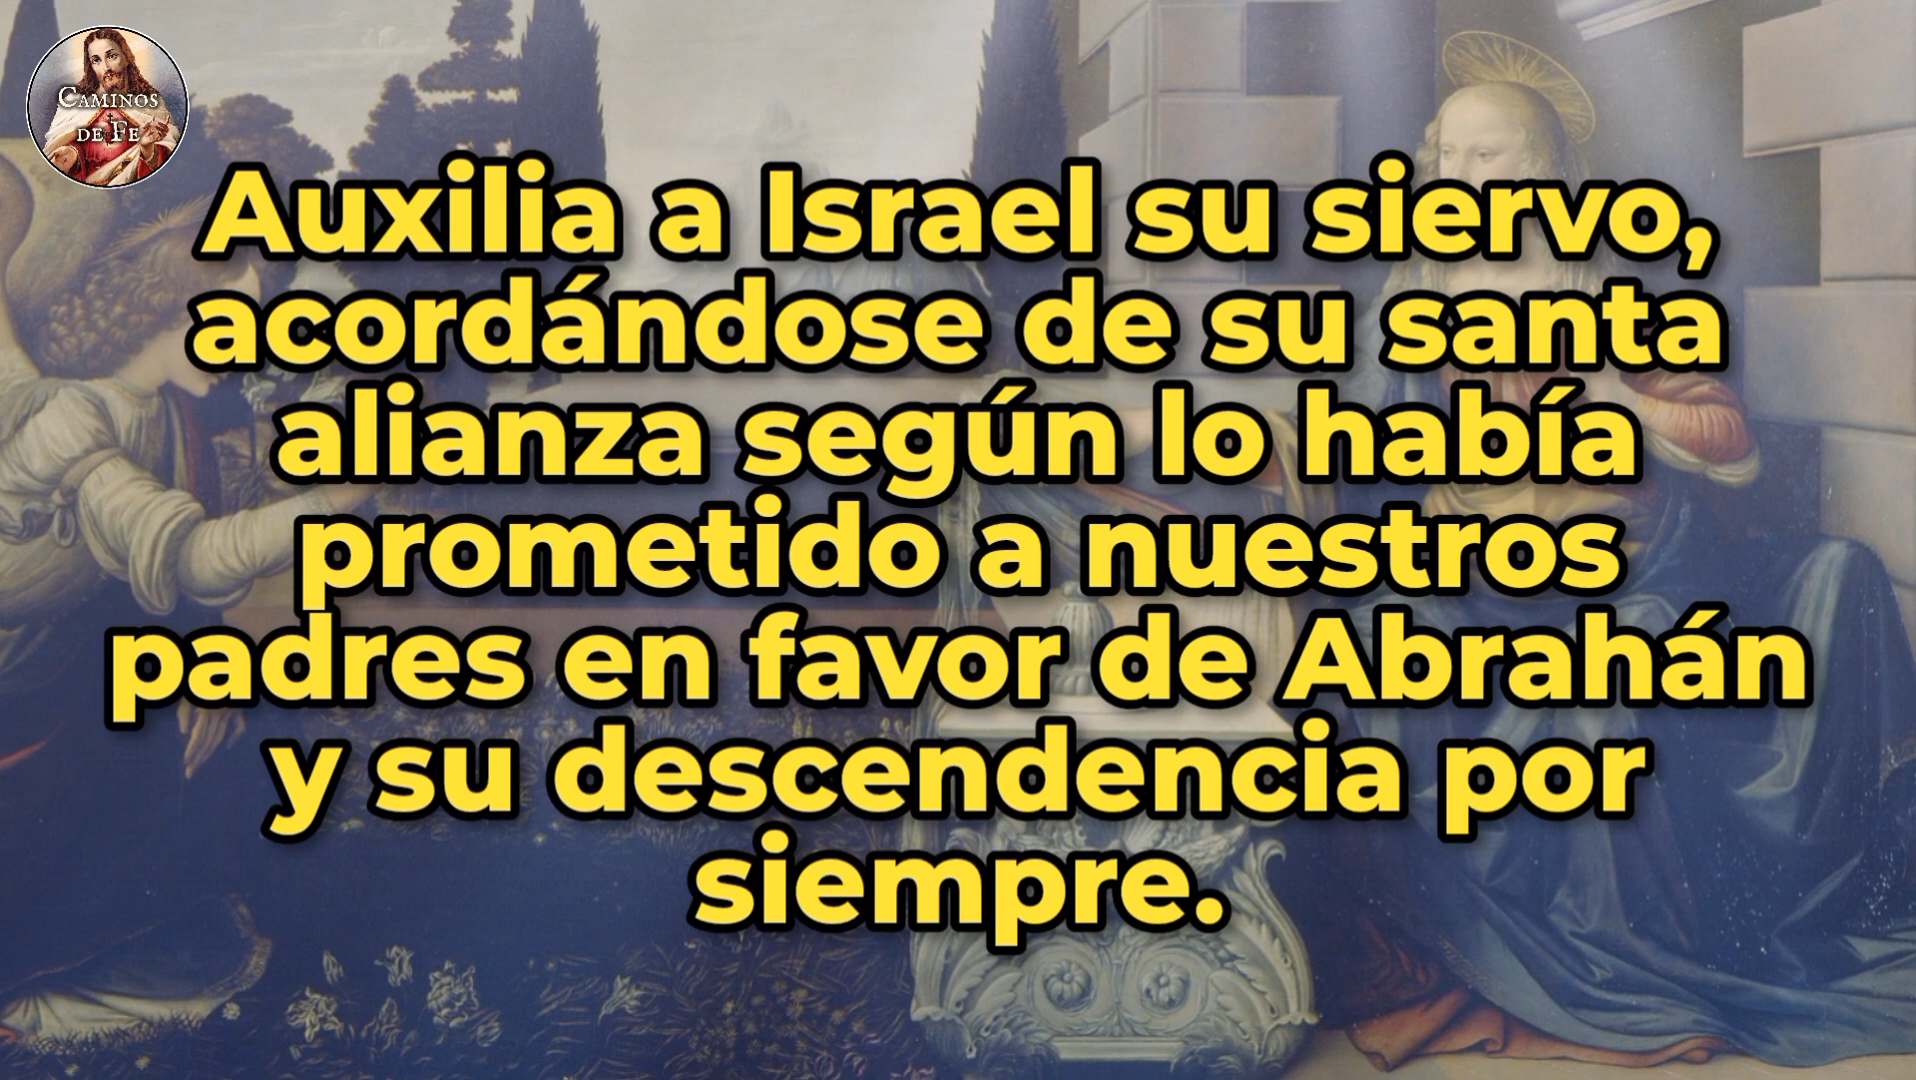 CAMINOS
DE FE
Auxilia a Israel su siervo,
acordándose de su santa
alianza según lo había
prometido a nuestros
padres en favor de Abrahán
y su descendencia por
siempre.